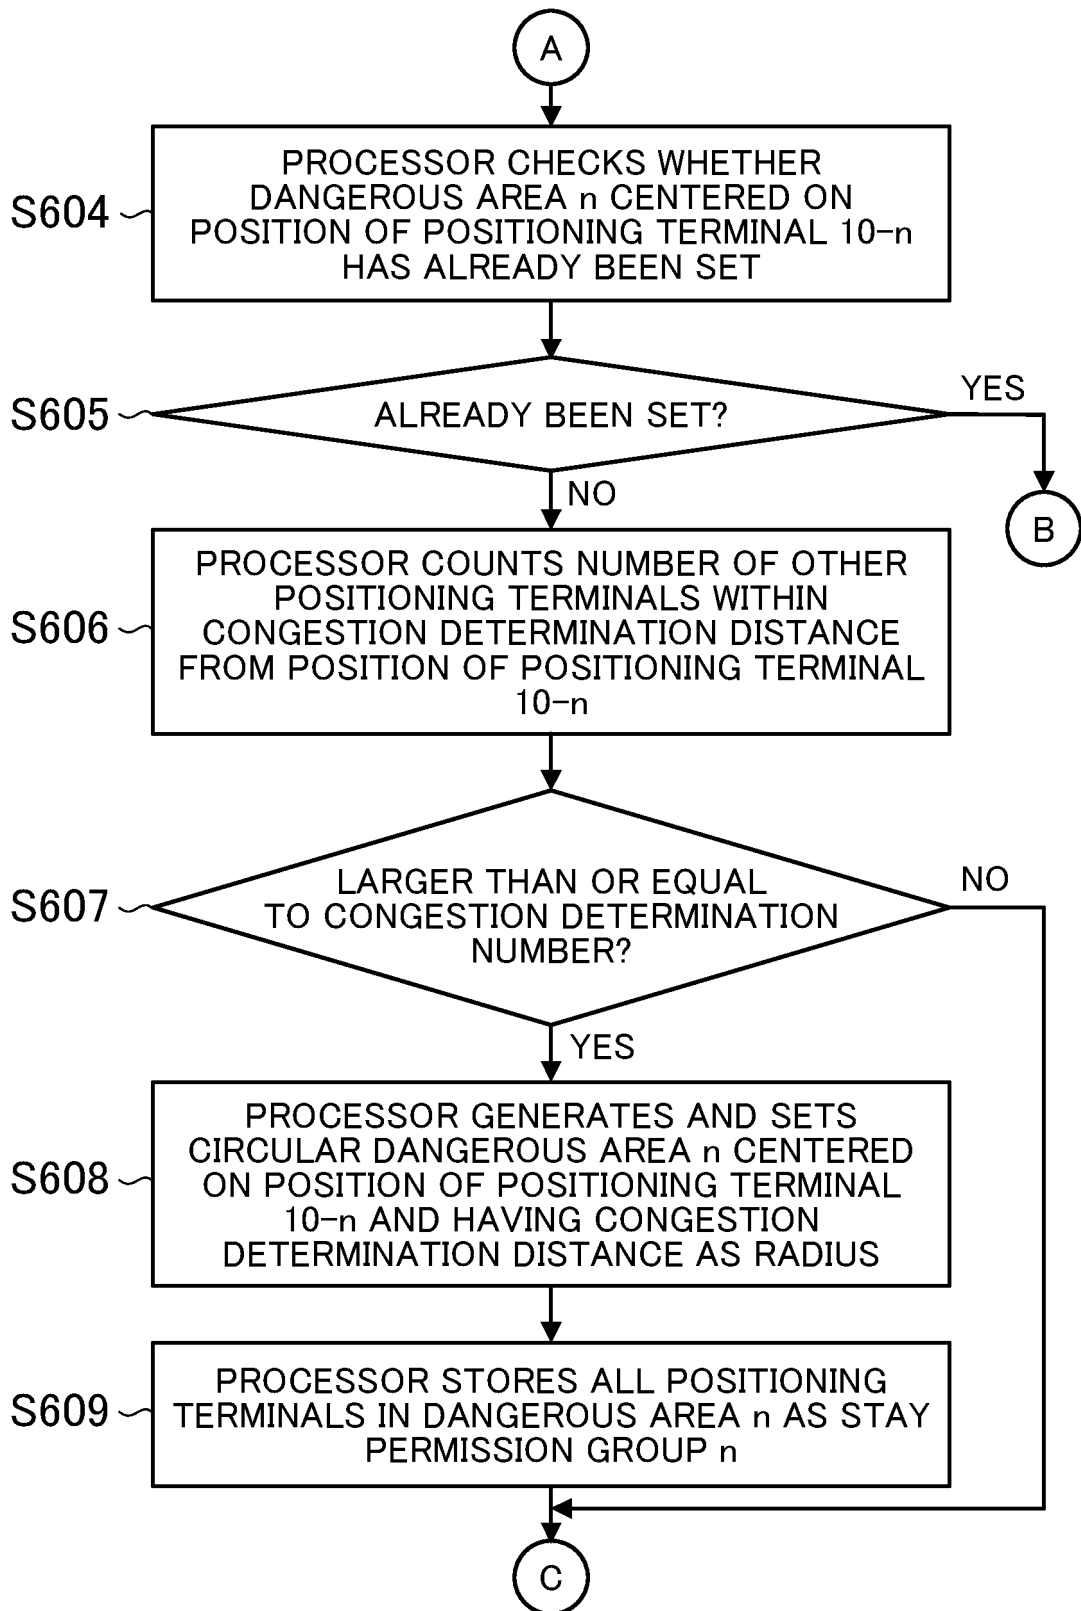 A
S604
PROCESSOR CHECKS WHETHER
DANGEROUS AREA n CENTERED ON
POSITION OF POSITIONING TERMINAL 10-n
HAS ALREADY BEEN SET
S605
ALREADY BEEN SET?
YES
B
NO
S606
PROCESSOR COUNTS NUMBER OF OTHER
POSITIONING TERMINALS WITHIN
CONGESTION DETERMINATION DISTANCE
FROM POSITION OF POSITIONING TERMINAL
10-n
S607
LARGER THAN OR EQUAL
TO CONGESTION DETERMINATION
NUMBER?
NO
YES
S608
PROCESSOR GENERATES AND SETS
CIRCULAR DANGEROUS AREA n CENTERED
ON POSITION OF POSITIONING TERMINAL
10-n AND HAVING CONGESTION
DETERMINATION DISTANCE AS RADIUS
S609
PROCESSOR STORES ALL POSITIONING
TERMINALS IN DANGEROUS AREA n AS STAY
PERMISSION GROUP n
C